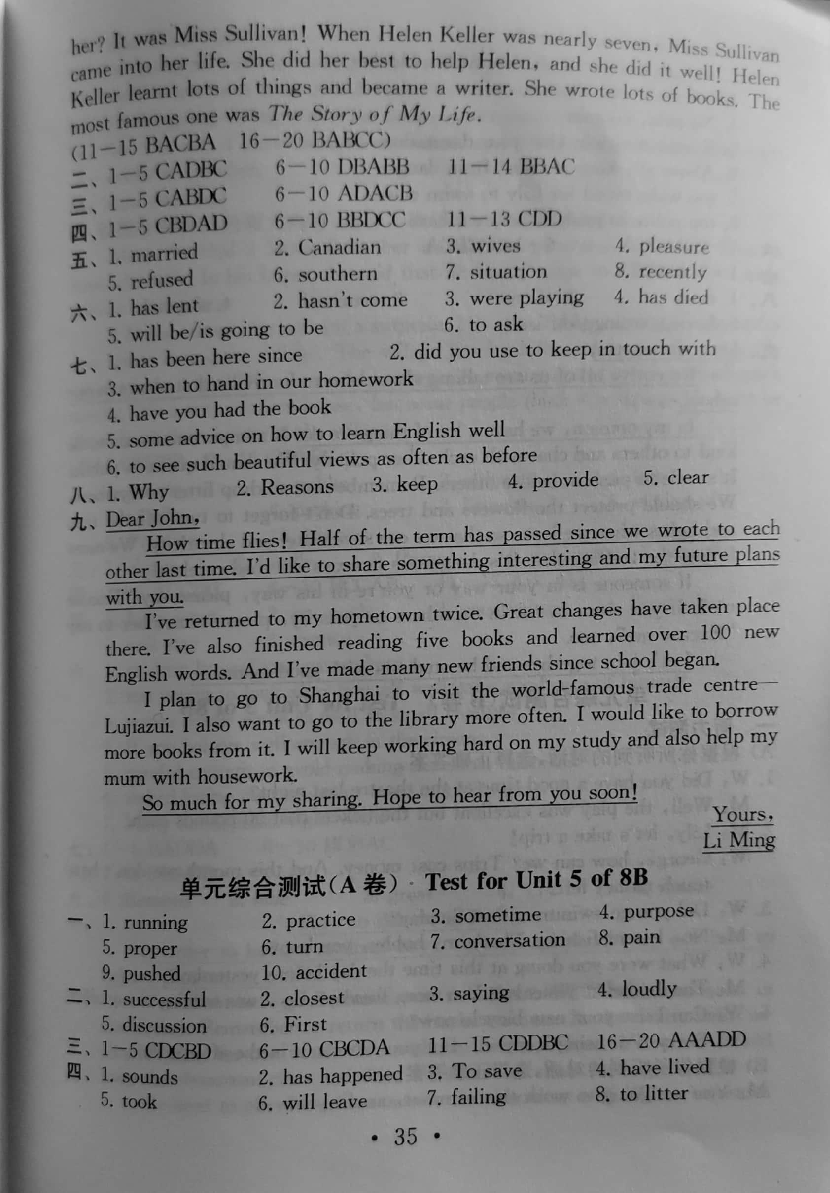 her? It was Miss Sullivan! When Helen Keller was nearly seven, Miss Sullivan
came into her life. She did her best to help Helen, and she did it well! Helen
Keller learnt lots of things and became a writer. She wrote lots of books. The
most famous one was The Story of My Life.
(11—15 BACBA 16—20 BABCC)
二、1—5 CADBC 6—10 DBABB 11—14 BBAC
三、1—5 CABDC 6—10 ADACB
四、1—5 CBDAD 6—10 BBDCC 11—13 CDD
五、1. married 2. Canadian 3. wives 4. pleasure
5. refused 6. southern 7. situation 8. recently
六、1. has lent 2. hasn't come 3. were playing 4. has died
5. will be/is going to be 6. to ask
七、1. has been here since 2. did you use to keep in touch with
3. when to hand in our homework
4. have you had the book
5. some advice on how to learn English well
6. to see such beautiful views as often as before
八、1. Why 2. Reasons 3. keep 4. provide 5. clear
九、Dear John,
How time flies! Half of the term has passed since we wrote to each
other last time. I'd like to share something interesting and my future plans
with you.
I've returned to my hometown twice. Great changes have taken place
there. I've also finished reading five books and learned over 100 new
English words. And I've made many new friends since school began.
I plan to go to Shanghai to visit the world-famous trade centre—
Lujiazui. I also want to go to the library more often. I would like to borrow
more books from it. I will keep working hard on my study and also help my
mum with housework.
So much for my sharing. Hope to hear from you soon!
Yours,
Li Ming
单元综合测试(A 卷) · Test for Unit 5 of 8B
一、1. running 2. practice 3. sometime 4. purpose
5. proper 6. turn 7. conversation 8. pain
9. pushed 10. accident
二、1. successful 2. closest 3. saying 4. loudly
5. discussion 6. First
三、1—5 CDCBD 6—10 CBCDA 11—15 CDDBC 16—20 AAADD
四、1. sounds 2. has happened 3. To save 4. have lived
5. took 6. will leave 7. failing 8. to litter
• 35 •